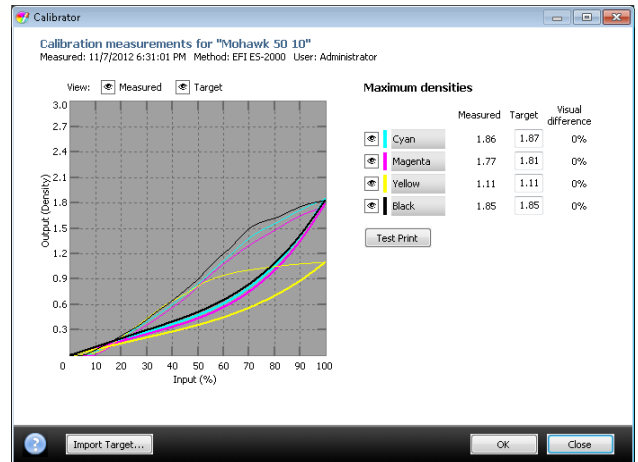 Calibrator
Calibration measurements for "Mohawk 50 10"
Measured: 11/7/2012 6:31:01 PM Method: EFI ES-2000 User: Administrator
View: Measured Target
Output (Density)
3.0
2.7
2.4
2.1
1.8
1.5
1.2
0.9
0.6
0.3
0 10 20 30 40 50 60 70 80 90 100
Input (%)
Maximum densities
Measured Target Visual difference
Cyan 1.86 1.87 0%
Magenta 1.77 1.81 0%
Yellow 1.11 1.11 0%
Black 1.85 1.85 0%
Test Print
? Import Target... OK Close